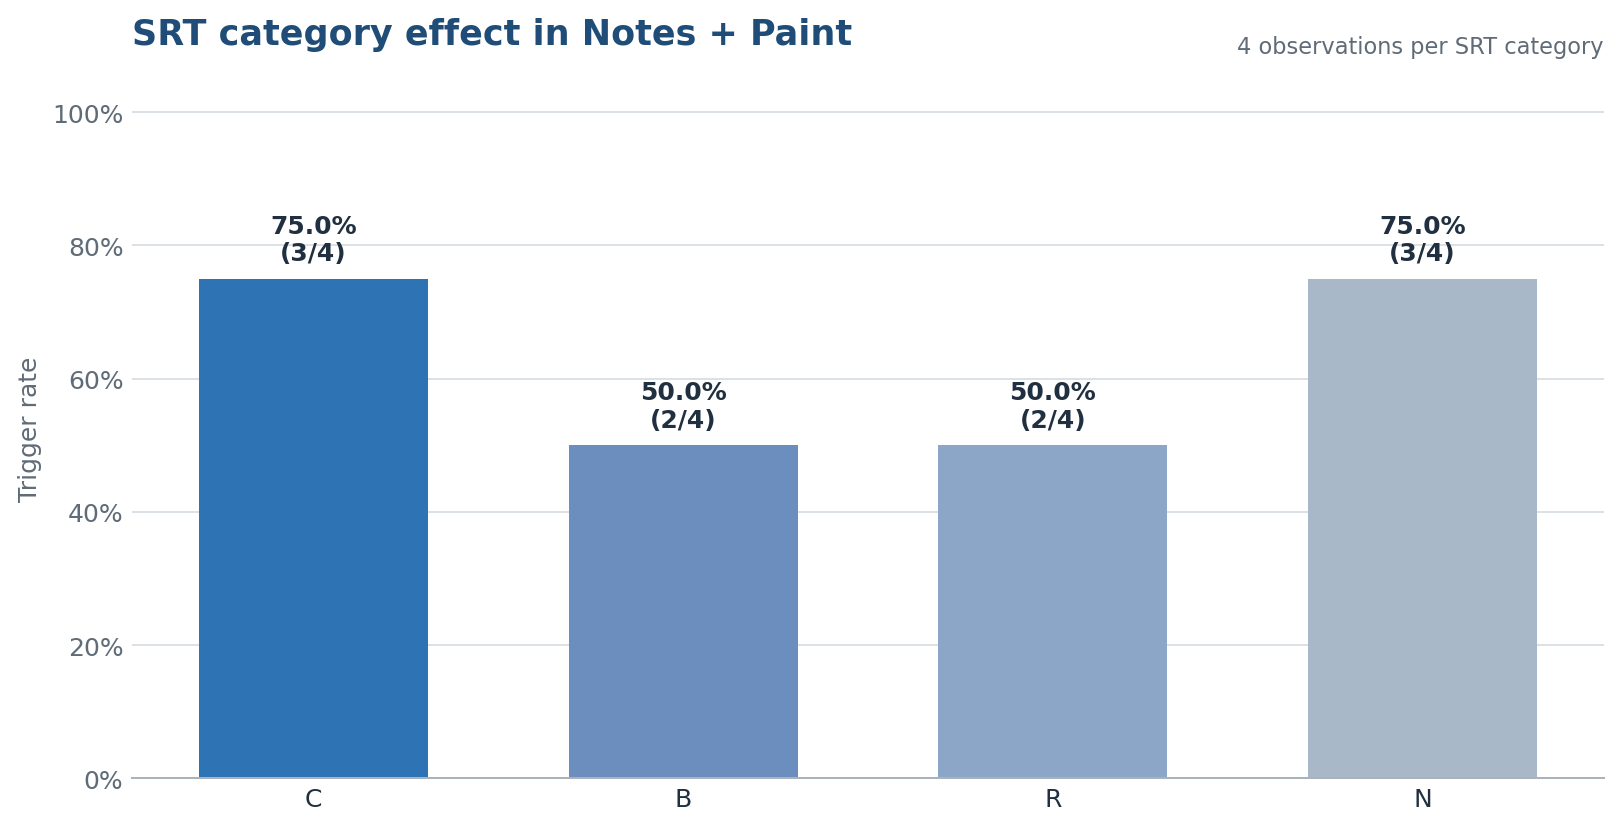 SRT category effect in Notes + Paint
4 observations per SRT category
Trigger rate
100%
80%
60%
40%
20%
0%
75.0%
(3/4)
50.0%
(2/4)
50.0%
(2/4)
75.0%
(3/4)
C
B
R
N